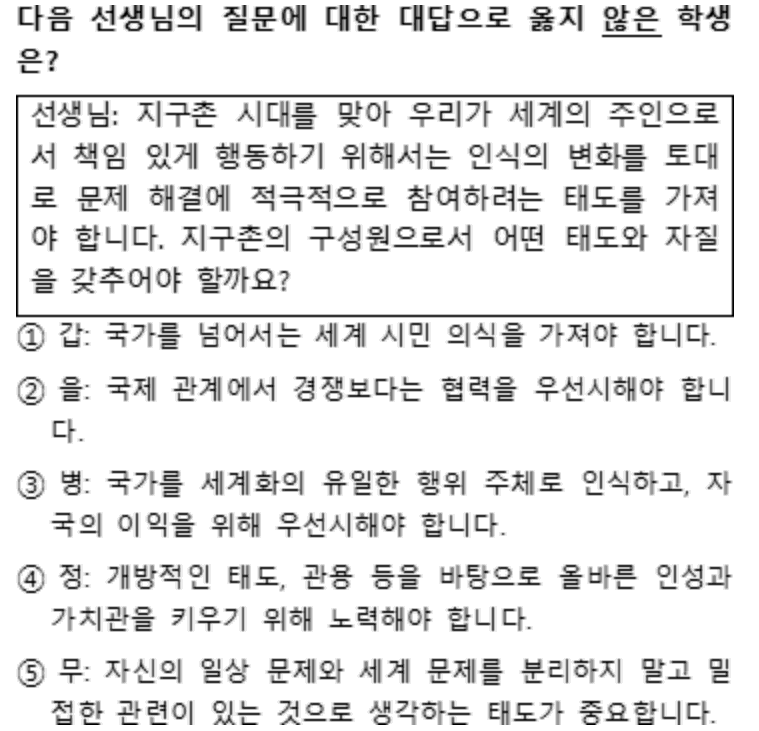 다음 선생님의 질문에 대한 대답으로 옳지 않은 학생
은?
선생님: 지구촌 시대를 맞아 우리가 세계의 주인으로
서 책임 있게 행동하기 위해서는 인식의 변화를 토대
로 문제 해결에 적극적으로 참여하려는 태도를 가져
야 합니다. 지구촌의 구성원으로서 어떤 태도와 자질
을 갖추어야 할까요?
① 갑: 국가를 넘어서는 세계 시민 의식을 가져야 합니다.
② 을: 국제 관계에서 경쟁보다는 협력을 우선시해야 합니
다.
③ 병: 국가를 세계화의 유일한 행위 주체로 인식하고, 자
국의 이익을 위해 우선시해야 합니다.
④ 정: 개방적인 태도, 관용 등을 바탕으로 올바른 인성과
가치관을 키우기 위해 노력해야 합니다.
⑤ 무: 자신의 일상 문제와 세계 문제를 분리하지 말고 밀
접한 관련이 있는 것으로 생각하는 태도가 중요합니다.